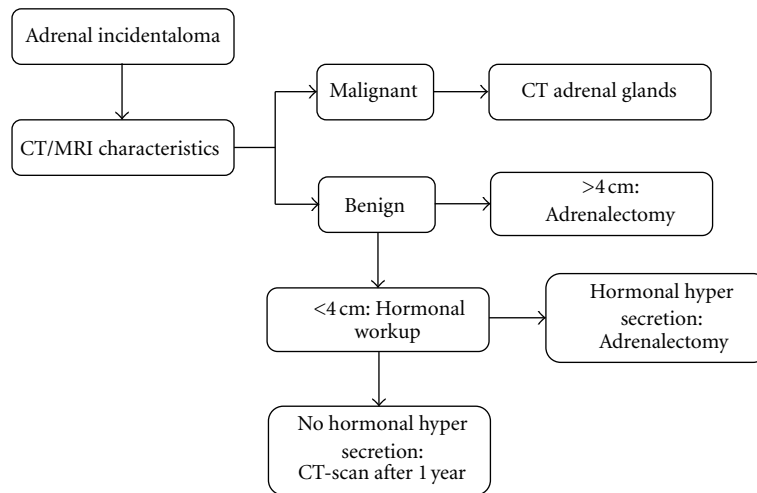 Adrenal incidentaloma
CT/MRI characteristics
Malignant
CT adrenal glands
Benign
>4 cm:
Adrenalectomy
<4 cm: Hormonal
workup
Hormonal hyper
secretion:
Adrenalectomy
No hormonal hyper
secretion:
CT-scan after 1 year